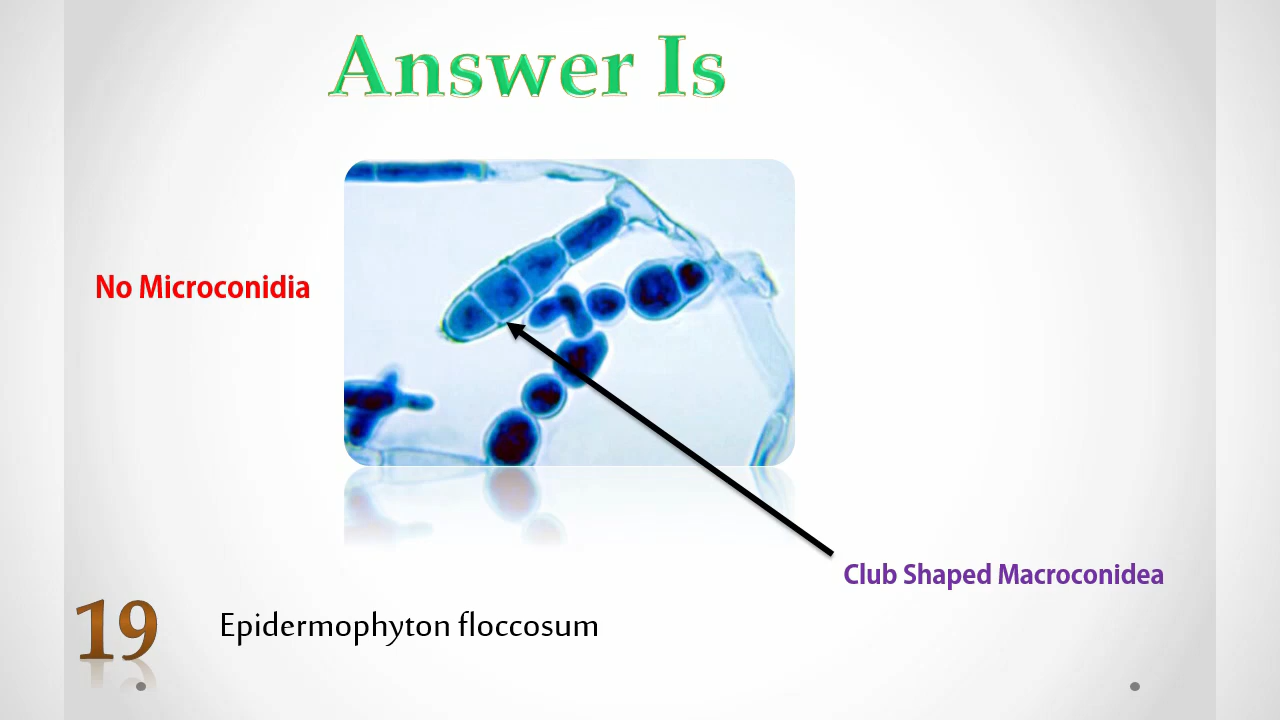 Answer Is
No Microconidia
Club Shaped Macroconidea
19
Epidermophyton floccosum